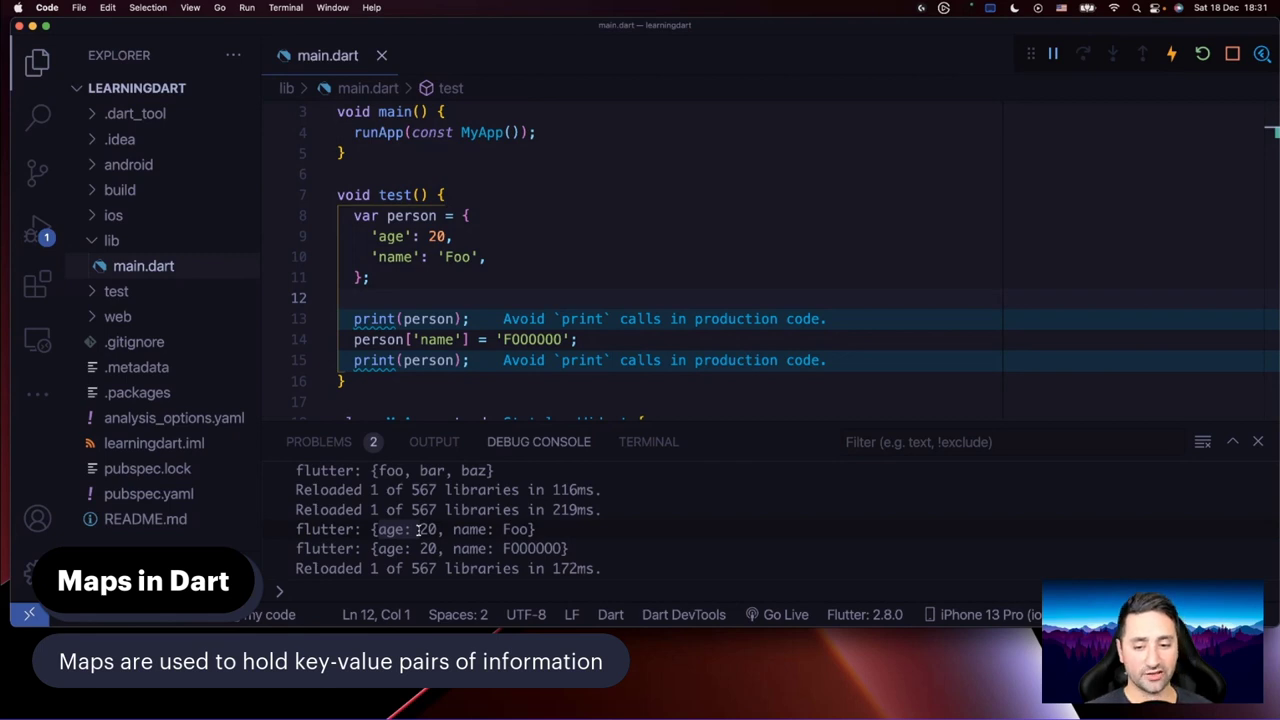 Code File Edit Selection View Go Run Terminal Window Help Sat 18 Dec 18:31
main.dart — learningdart
EXPLORER
LEARNINGDART
.dart_tool
.idea
android
build
ios
lib
main.dart
test
web
.gitignore
.metadata
.packages
analysis_options.yaml
learningdart.iml
pubspec.lock
pubspec.yaml
README.md
1
main.dart
lib > main.dart > test
3 void main() {
4 runApp(const MyApp());
5 }
6
7 void test() {
8 var person = {
9 'age': 20,
10 'name': 'Foo',
11 };
12
13 print(person); Avoid `print` calls in production code.
14 person['name'] = 'FOOOOOO';
15 print(person); Avoid `print` calls in production code.
16 }
17
PROBLEMS 2 OUTPUT DEBUG CONSOLE TERMINAL Filter (e.g. text, !exclude)
flutter: {foo, bar, baz}
Reloaded 1 of 567 libraries in 116ms.
Reloaded 1 of 567 libraries in 219ms.
flutter: {age: 20, name: Foo}
flutter: {age: 20, name: FOOOOOO}
Reloaded 1 of 567 libraries in 172ms.
>
my code Ln 12, Col 1 Spaces: 2 UTF-8 LF Dart Dart DevTools Go Live Flutter: 2.8.0 iPhone 13 Pro
Maps in Dart
Maps are used to hold key-value pairs of information